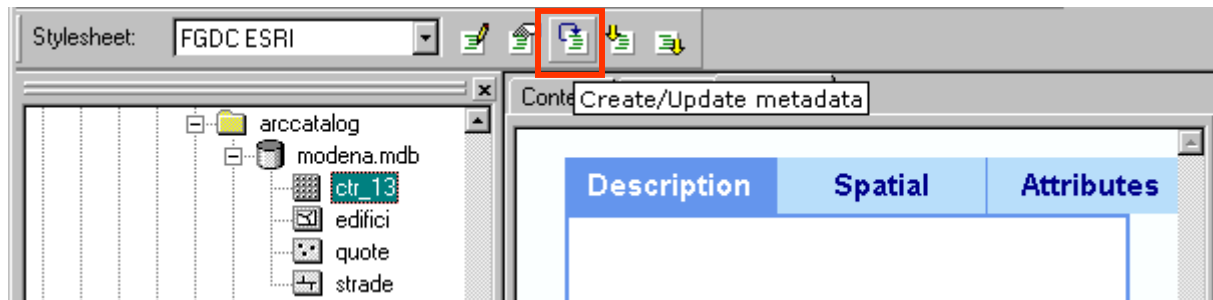 Stylesheet: FGDC ESRI
Create/Update metadata
arccatalog
modena.mdb
Description Spatial Attributes
ctr_13
edifici
quote
strade